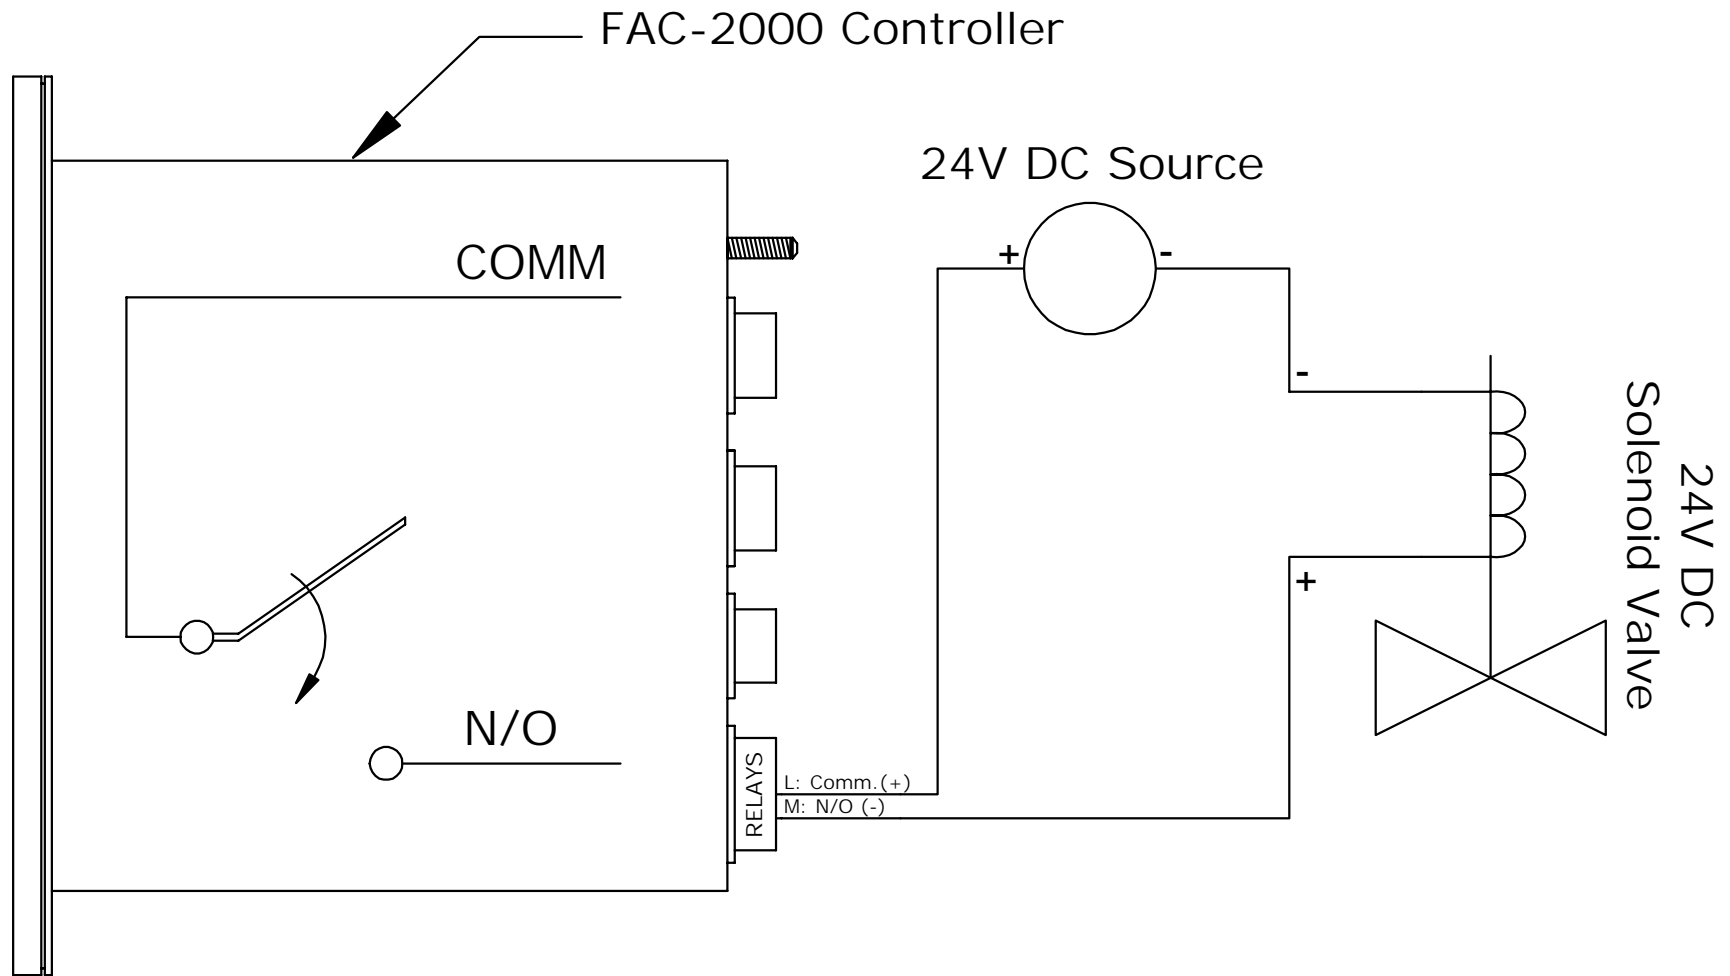 FAC-2000 Controller
24V DC Source
+
-
COMM
-
24V DC
Solenoid Valve
+
N/O
RELAYS
L: Comm.(+)
M: N/O (-)